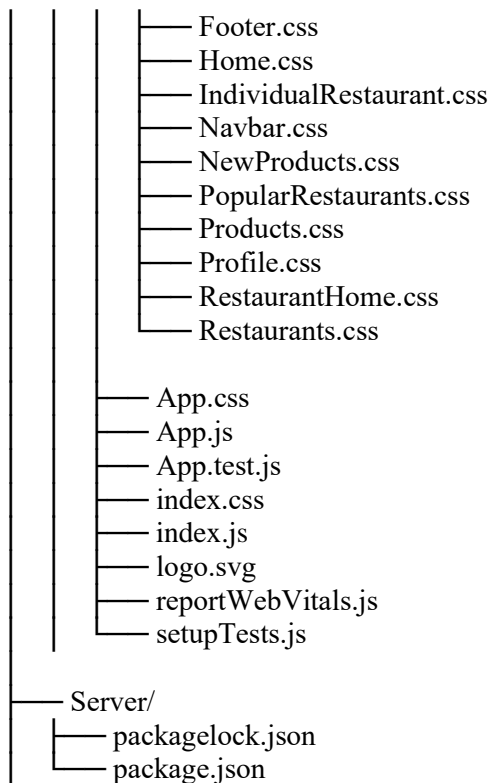 Footer.css
Home.css
IndividualRestaurant.css
Navbar.css
NewProducts.css
PopularRestaurants.css
Products.css
Profile.css
RestaurantHome.css
Restaurants.css
App.css
App.js
App.test.js
index.css
index.js
logo.svg
reportWebVitals.js
setupTests.js
Server/
packagelock.json
package.json